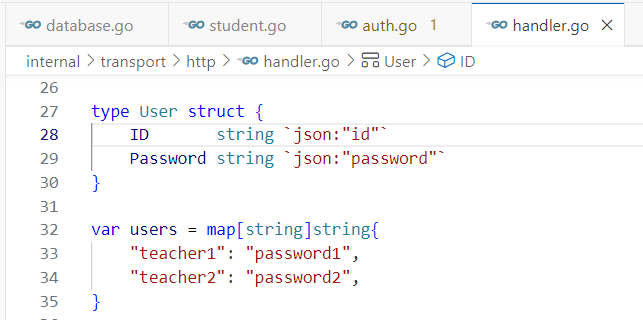 GO database.go GO student.go GO auth.go 1 GO handler.go ×
internal > transport > http > GO handler.go > User > ID
26
27 type User struct {
28     ID       string `json:"id"`
29     Password string `json:"password"`
30 }
31
32 var users = map[string]string{
33     "teacher1": "password1",
34     "teacher2": "password2",
35 }